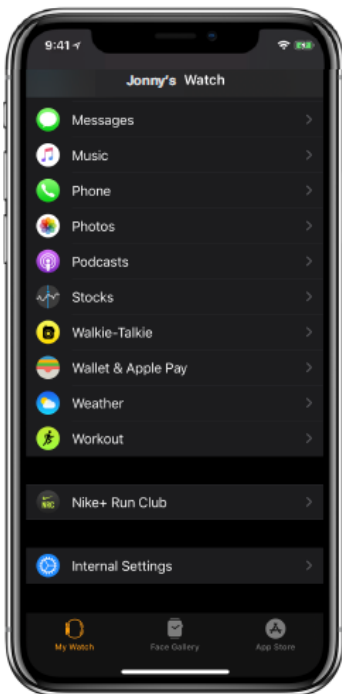 9:41
Jonny's Watch
Messages
Music
Phone
Photos
Podcasts
Stocks
Walkie-Talkie
Wallet & Apple Pay
Weather
Workout
NRC
Nike+ Run Club
Internal Settings
My Watch
Face Gallery
App Store